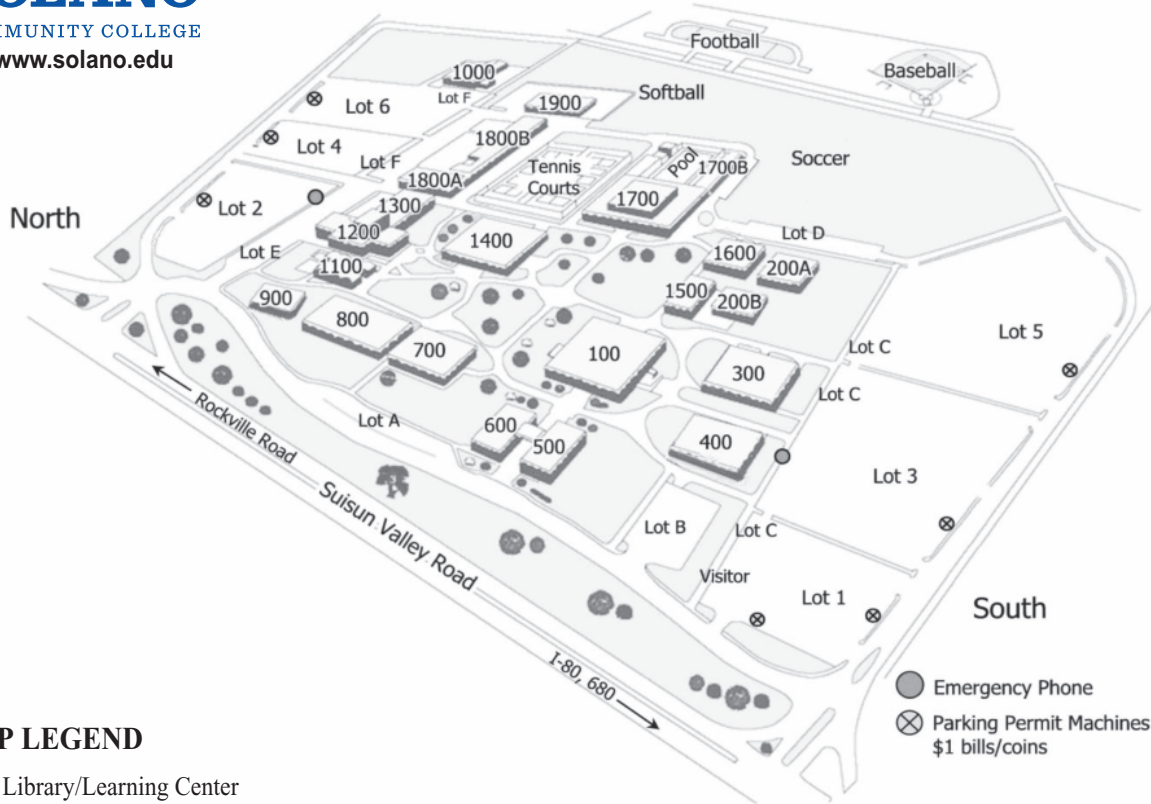 MMUNITY COLLEGE
www.solano.edu
Football
Baseball
1000
Lot F
1900
Softball
Lot 6
1800B
Lot 4
Lot F
Tennis
Courts
Pool
1700B
Soccer
1800A
1700
Lot 2
1300
North
1200
1400
Lot D
Lot E
1600
200A
1100
1500
200B
900
800
700
100
Lot C
Lot 5
300
Lot C
Rockville Road
Lot A
600
500
400
Lot 3
Suisun Valley Road
Lot B
Lot C
Visitor
Lot 1
South
I-80, 680
Emergency Phone
Parking Permit Machines
$1 bills/coins
P LEGEND
Library/Learning Center